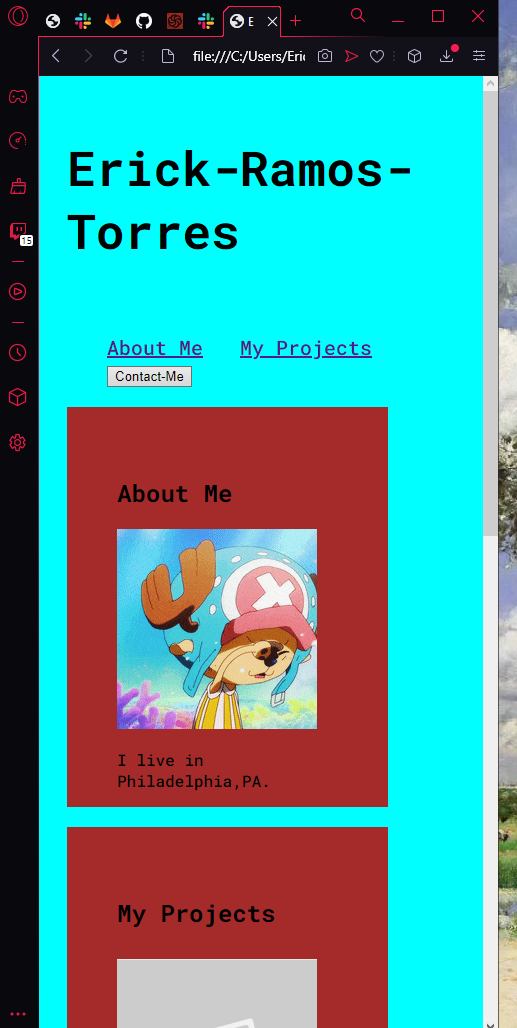 E
file:///C:/Users/Eric
15
Erick-Ramos-
Torres
About Me My Projects
Contact-Me
About Me
I live in
Philadelphia,PA.
My Projects